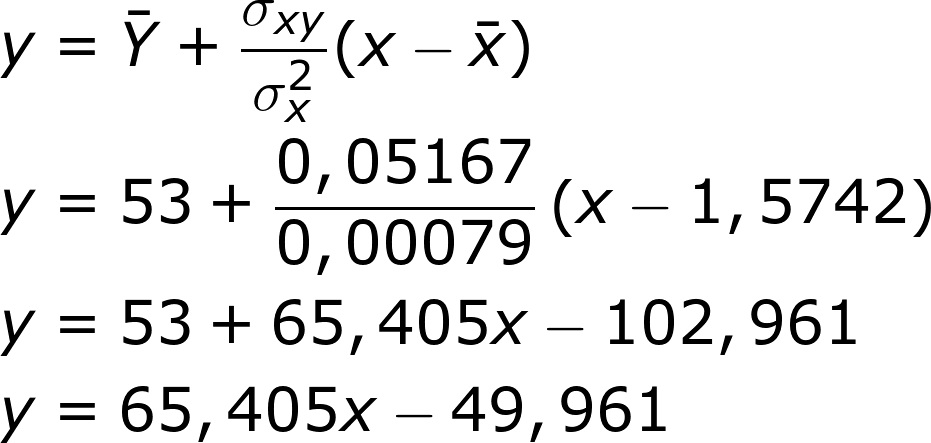 y = Ȳ + σxy/σx² (x − x̄)
y = 53 + 0,05167/0,00079 (x − 1,5742)
y = 53 + 65,405x − 102,961
y = 65,405x − 49,961